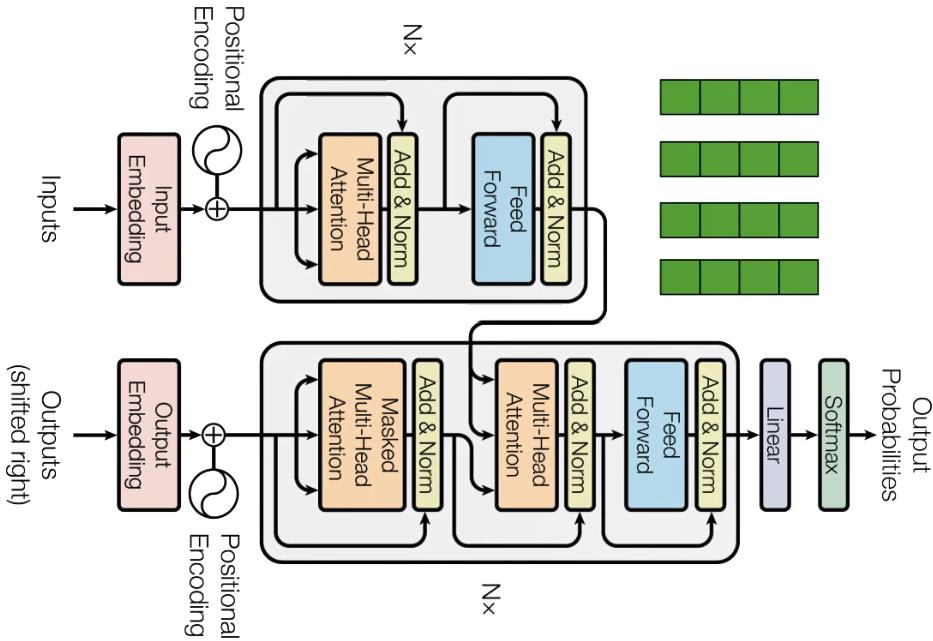 Output
Probabilities
Softmax
Linear
Add & Norm
Feed
Forward
Add & Norm
Multi-Head
Attention
Add & Norm
Masked
Multi-Head
Attention
Nx
Positional
Encoding
Output
Embedding
Outputs
(shifted right)
Add & Norm
Feed
Forward
Add & Norm
Multi-Head
Attention
Nx
Positional
Encoding
Input
Embedding
Inputs